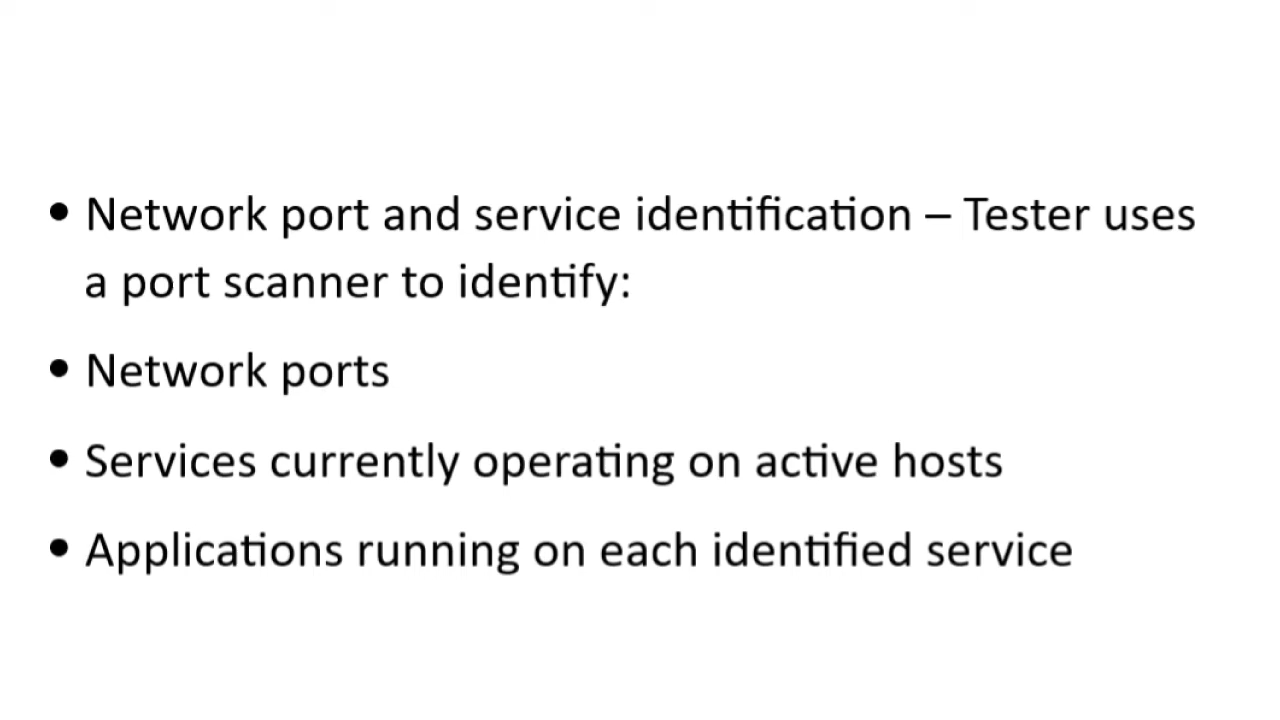 • Network port and service identification – Tester uses
a port scanner to identify:
• Network ports
• Services currently operating on active hosts
• Applications running on each identified service